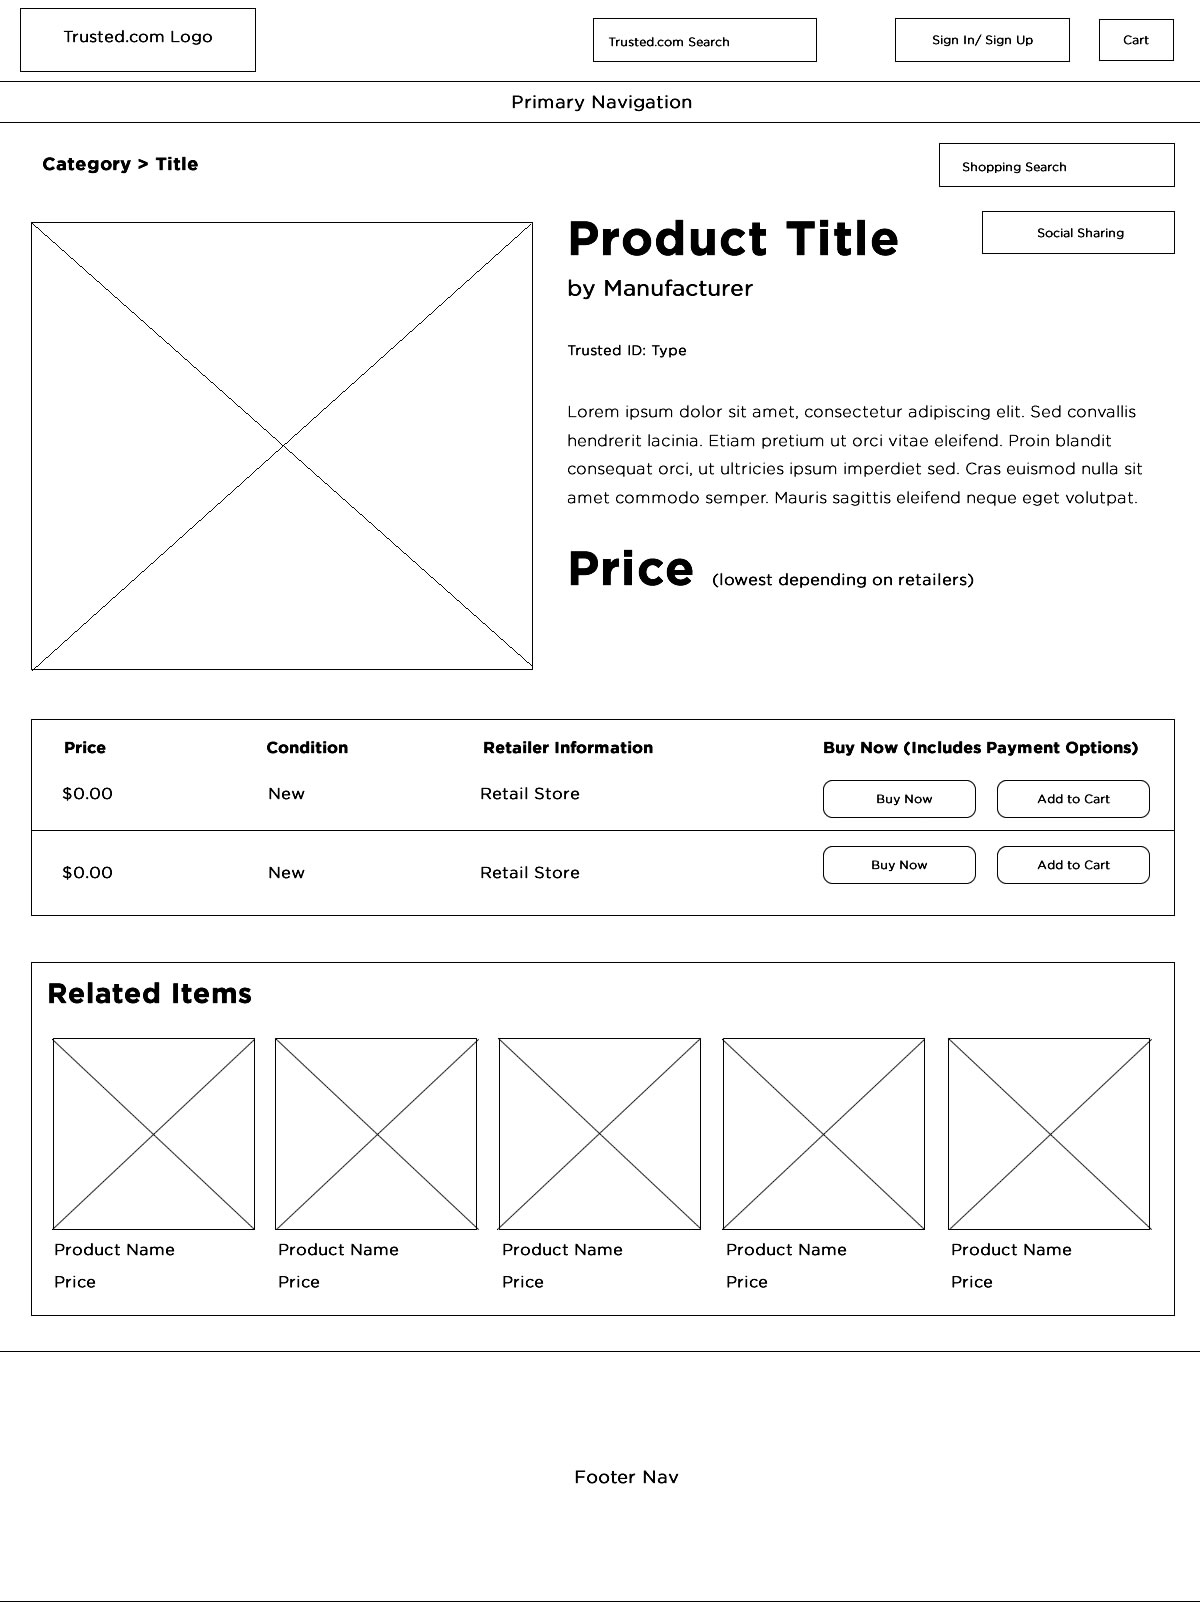 Trusted.com Logo
Trusted.com Search
Sign In/ Sign Up
Cart
Primary Navigation
Category > Title
Shopping Search
Product Title
Social Sharing
by Manufacturer
Trusted ID: Type
Lorem ipsum dolor sit amet, consectetur adipiscing elit. Sed convallis
hendrerit lacinia. Etiam pretium ut orci vitae eleifend. Proin blandit
consequat orci, ut ultricies ipsum imperdiet sed. Cras euismod nulla sit
amet commodo semper. Mauris sagittis eleifend neque eget volutpat.
Price (lowest depending on retailers)
Price Condition Retailer Information Buy Now (Includes Payment Options)
$0.00 New Retail Store Buy Now Add to Cart
$0.00 New Retail Store Buy Now Add to Cart
Related Items
Product Name Product Name Product Name Product Name Product Name
Price Price Price Price Price
Footer Nav